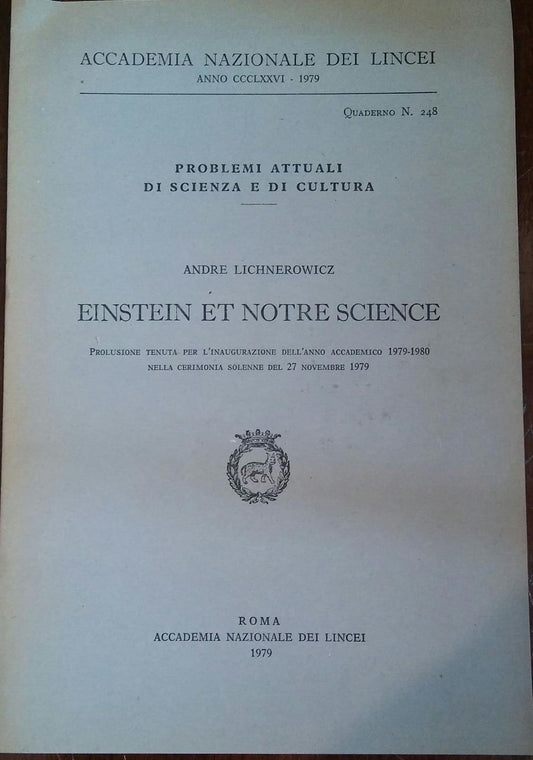 ACCADEMIA NAZIONALE DEI LINCEI
ANNO CCCLXXVI - 1979
QUADERNO N. 248
PROBLEMI ATTUALI
DI SCIENZA E DI CULTURA
ANDRE LICHNEROWICZ
EINSTEIN ET NOTRE SCIENCE
PROLUSIONE TENUTA PER L'INAUGURAZIONE DELL'ANNO ACCADEMICO 1979-1980
NELLA CERIMONIA SOLENNE DEL 27 NOVEMBRE 1979
ROMA
ACCADEMIA NAZIONALE DEI LINCEI
1979